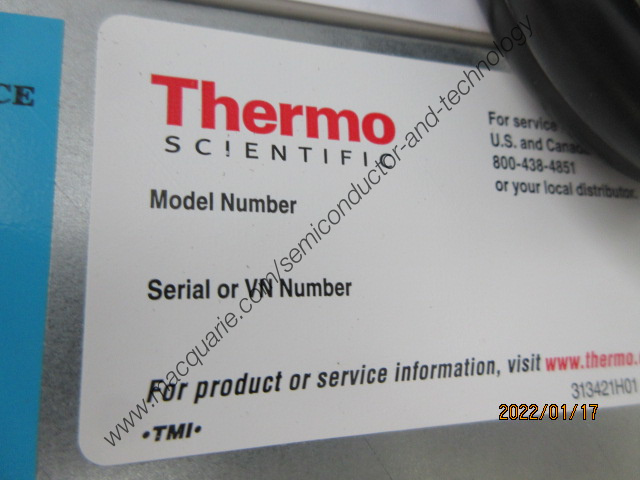 CE
Thermo
SCIENTIFIC
For service
U.S. and
800-438-4851
or your local distributor.
Model Number
Serial or VN Number
For product or service information, visit www.thermo.
313421H01
•TMI•
2022/01/17
www.macquarie.com/semiconductor-and-technology